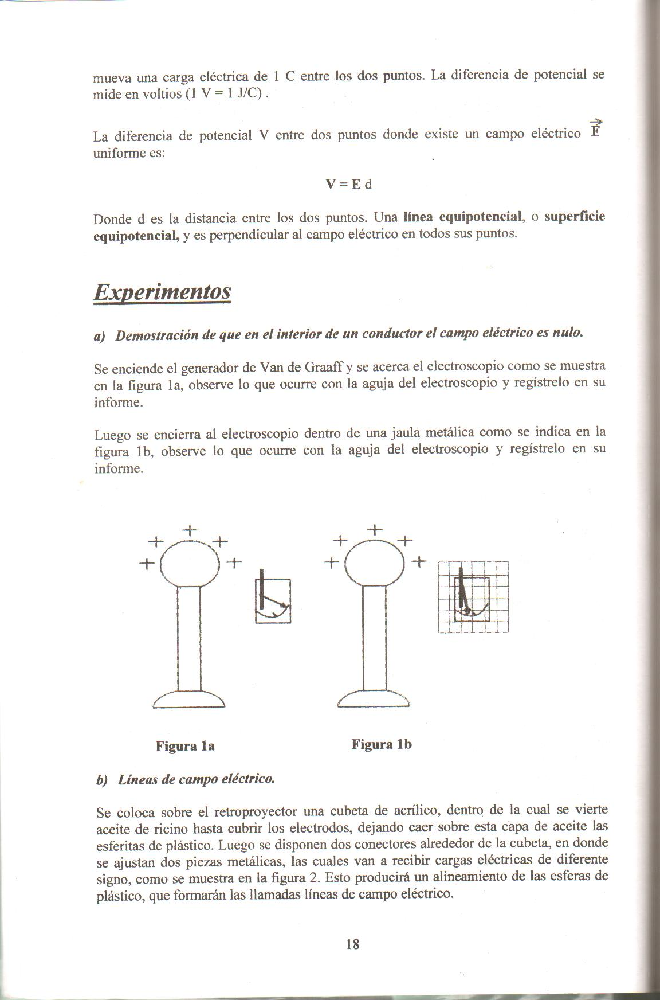 mueva una carga eléctrica de 1 C entre los dos puntos. La diferencia de potencial se
mide en voltios (1 V = 1 J/C) .
La diferencia de potencial V entre dos puntos donde existe un campo eléctrico E
uniforme es:
V = E d
Donde d es la distancia entre los dos puntos. Una línea equipotencial, o superficie
equipotencial, y es perpendicular al campo eléctrico en todos sus puntos.
Experimentos
a) Demostración de que en el interior de un conductor el campo eléctrico es nulo.
Se enciende el generador de Van de Graaff y se acerca el electroscopio como se muestra
en la figura 1a, observe lo que ocurre con la aguja del electroscopio y regístrelo en su
informe.
Luego se encierra al electroscopio dentro de una jaula metálica como se indica en la
figura 1b, observe lo que ocurre con la aguja del electroscopio y regístrelo en su
informe.
+ + + + +
+ + + + +
Figura 1a
Figura 1b
b) Líneas de campo eléctrico.
Se coloca sobre el retroproyector una cubeta de acrílico, dentro de la cual se vierte
aceite de ricino hasta cubrir los electrodos, dejando caer sobre esta capa de aceite las
esferitas de plástico. Luego se disponen dos conectores alrededor de la cubeta, en donde
se ajustan dos piezas metálicas, las cuales van a recibir cargas eléctricas de diferente
signo, como se muestra en la figura 2. Esto producirá un alineamiento de las esferas de
plástico, que formarán las llamadas líneas de campo eléctrico.
18